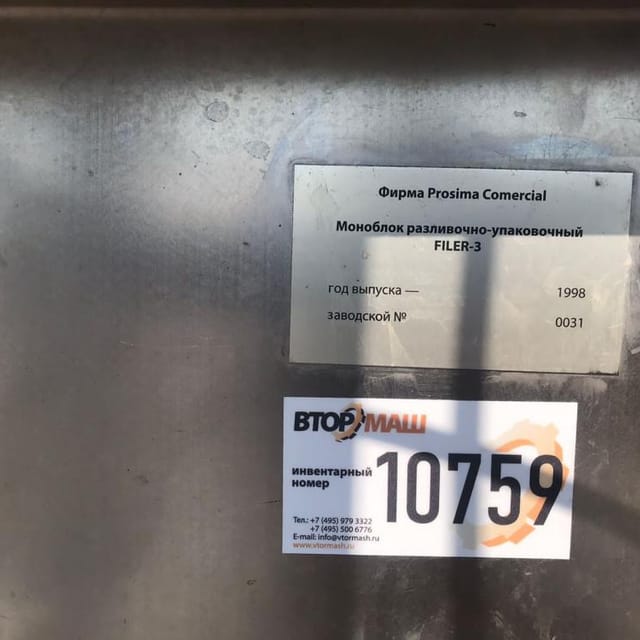 Фирма Prosima Comercial
Моноблок разливочно-упаковочный
FILER-3
год выпуска — 1998
заводской № 0031
ВТОРМАШ
инвентарный
номер
10759
Тел.: +7 (495) 979 3322
+7 (495) 500 6776
E-mail: info@vtormash.ru
www.vtormash.ru